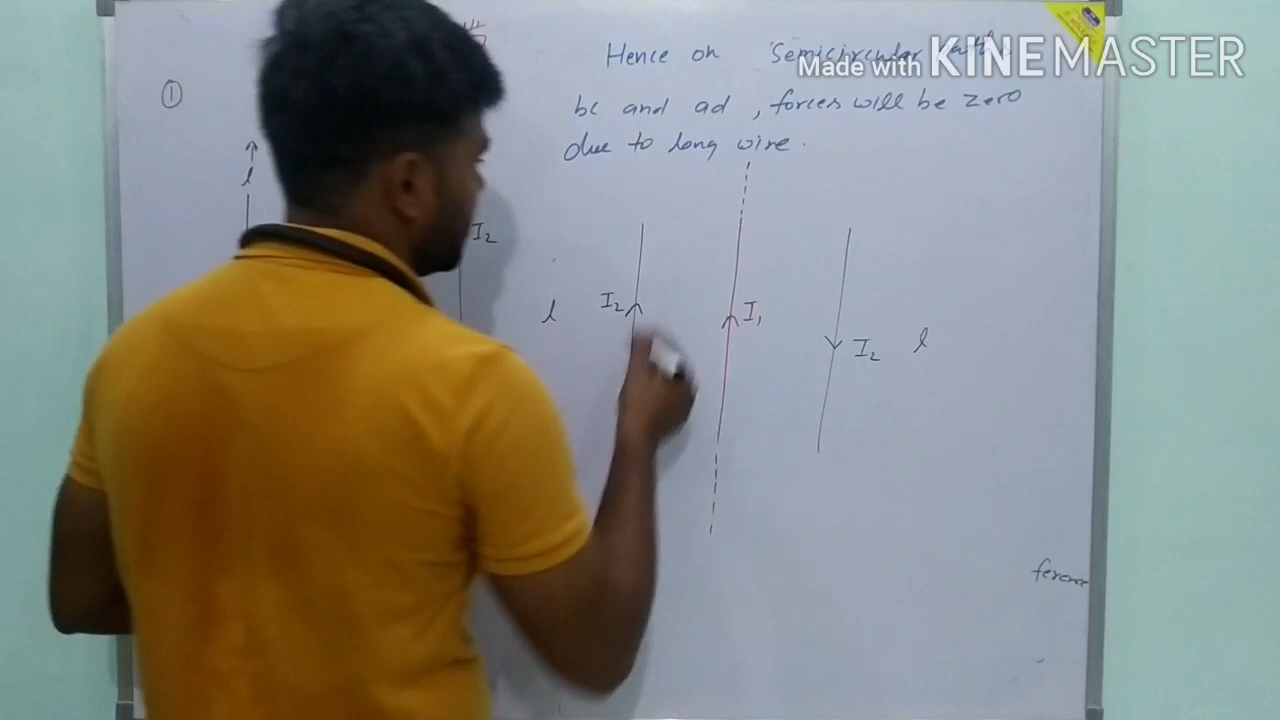 Hence on Semicircular
Made with KINEMASTER
bc and ad , forces will be zero
due to long wire.
①
l
I₂
l I₂ I₁ I₂ l